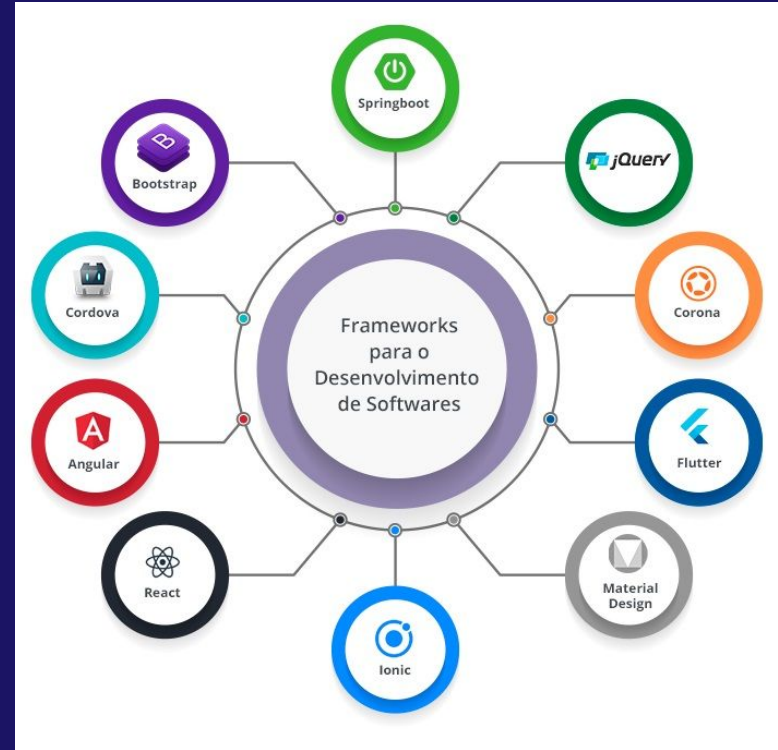 Springboot
Bootstrap
jQuery
Cordova
Corona
Frameworks
para o
Desenvolvimento
de Softwares
Angular
Flutter
React
Material
Design
Ionic